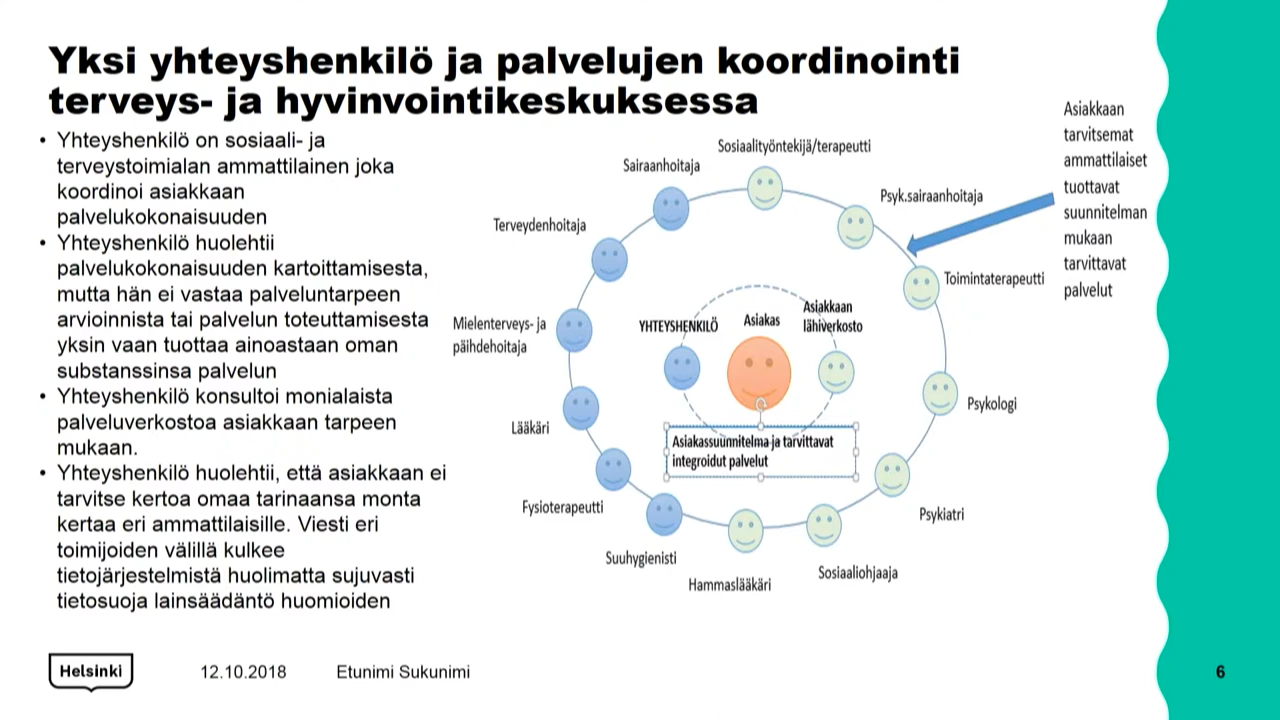 Yksi yhteyshenkilö ja palvelujen koordinointi
terveys- ja hyvinvointikeskuksessa
• Yhteyshenkilö on sosiaali- ja
terveystoimialan ammattilainen joka
koordinoi asiakkaan
palvelukokonaisuuden
• Yhteyshenkilö huolehtii
palvelukokonaisuuden kartoittamisesta,
mutta hän ei vastaa palveluntarpeen
arvioinnista tai palvelun toteuttamisesta
yksin vaan tuottaa ainoastaan oman
substanssinsa palvelun
• Yhteyshenkilö konsultoi monialaista
palveluverkostoa asiakkaan tarpeen
mukaan.
• Yhteyshenkilö huolehtii, että asiakkaan ei
tarvitse kertoa omaa tarinaansa monta
kertaa eri ammattilaisille. Viesti eri
toimijoiden välillä kulkee
tietojärjestelmistä huolimatta sujuvasti
tietosuoja lainsäädäntö huomioiden
Sosiaalityöntekijä/terapeutti
Sairaanhoitaja
Psyk.sairaanhoitaja
Terveydenhoitaja
Toimintaterapeutti
Mielenterveys- ja
päihdehoitaja
YHTEYSHENKILÖ
Asiakas
Asiakkaan
lähiverkosto
Psykologi
Lääkäri
Asiakassuunnitelma ja tarvittavat
integroidut palvelut
Fysioterapeutti
Psykiatri
Suuhygienisti
Hammaslääkäri
Sosiaaliohjaaja
Asiakkaan
tarvitsemat
ammattilaiset
tuottavat
suunnitelman
mukaan
tarvittavat
palvelut
Helsinki
12.10.2018
Etunimi Sukunimi
6